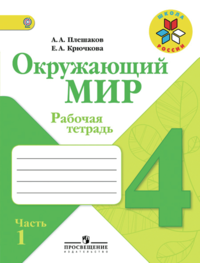 А. А. Плешаков
Е. А. Крючкова
ШКОЛА
РОССИИ
Окружающий
МИР
Рабочая
тетрадь
4
Часть
1
ПРОСВЕЩЕНИЕ
ИЗДАТЕЛЬСТВО